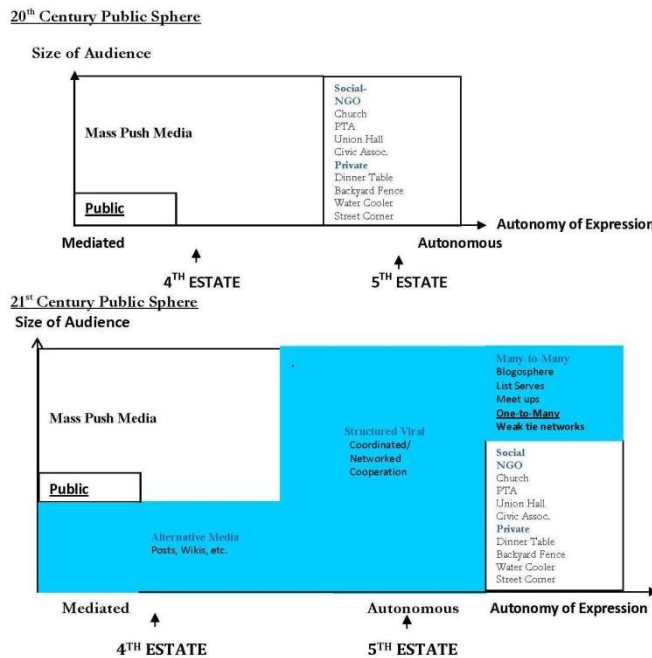 20th Century Public Sphere
Size of Audience
Mass Push Media
Public
Social-
NGO
Church
PTA
Union Hall
Civic Assoc.
Private
Dinner Table
Backyard Fence
Water Cooler
Street Corner
Autonomy of Expression
Mediated
Autonomous
4TH ESTATE
5TH ESTATE
21st Century Public Sphere
Size of Audience
Mass Push Media
Public
Alternative Media
Posts, Wikis, etc.
Structured Viral
Coordinated/
Networked
Cooperation
Many-to-Many
Blogosphere
List Serves
Meet ups
One-to-Many
Weak tie networks
Social
NGO
Church
PTA
Union Hall
Civic Assoc.
Private
Dinner Table
Backyard Fence
Water Cooler
Street Corner
Mediated
Autonomous
Autonomy of Expression
4TH ESTATE
5TH ESTATE